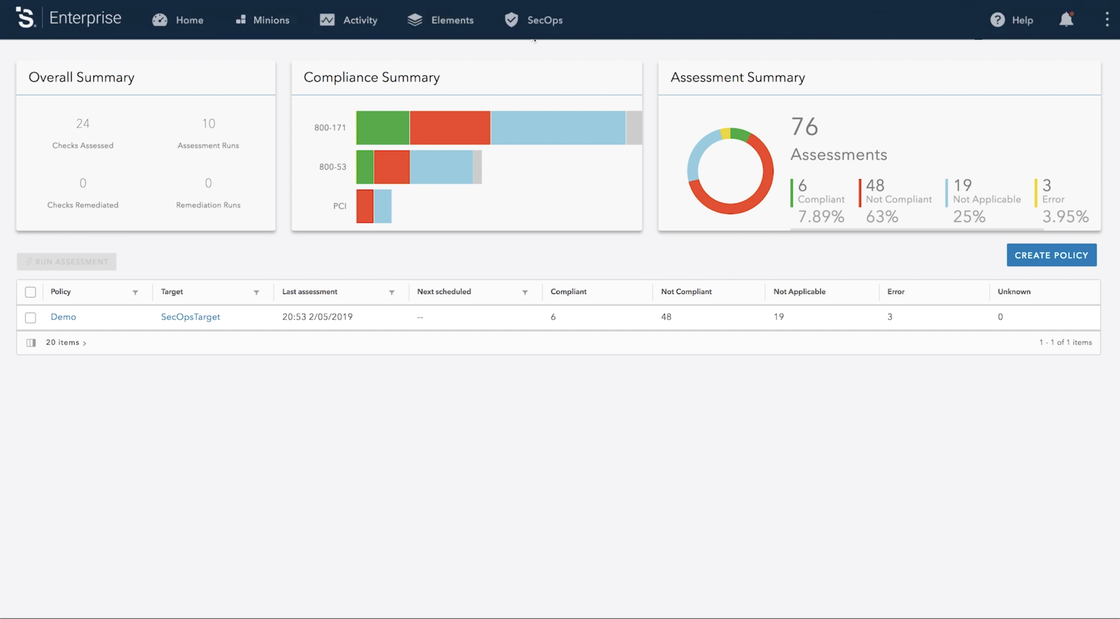 S. Enterprise Home Minions Activity Elements SecOps Help
Overall Summary
24 10
Checks Assessed Assessment Runs
0 0
Checks Remediated Remediation Runs
Compliance Summary
800-171
800-53
PCI
Assessment Summary
76
Assessments
6 48 19 3
Compliant Not Compliant Not Applicable Error
7.89% 63% 25% 3.95%
RUN ASSESSMENT CREATE POLICY
Policy Target Last assessment Next scheduled Compliant Not Compliant Not Applicable Error Unknown
Demo SecOpsTarget 20:53 2/05/2019 -- 6 48 19 3 0
20 items 1 - 1 of 1 items